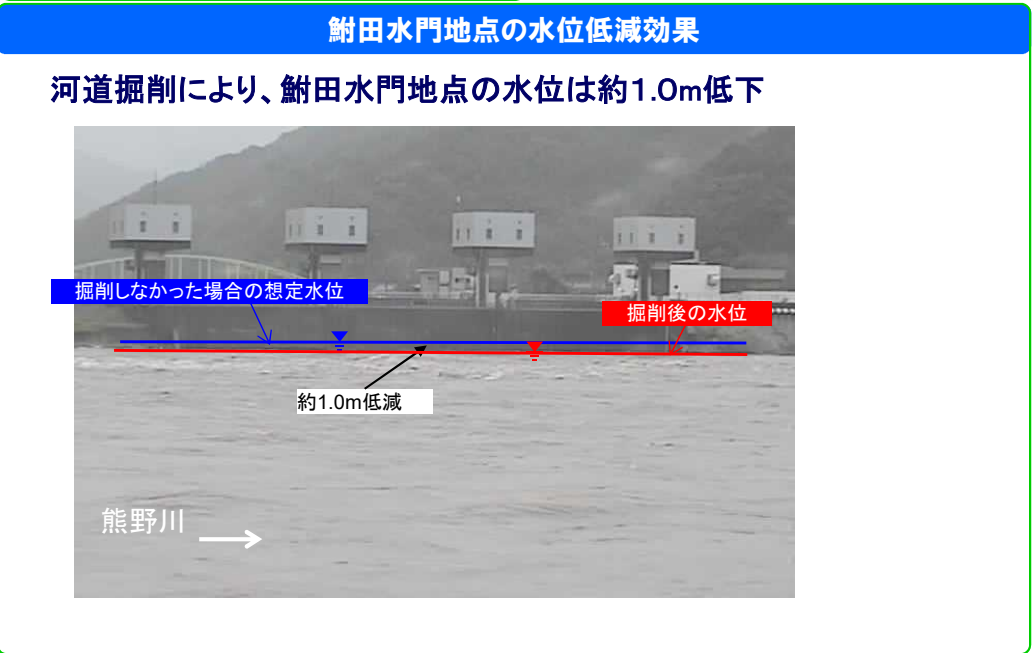 鮒田水門地点の水位低減効果
河道掘削により、鮒田水門地点の水位は約1.0m低下
掘削しなかった場合の想定水位
掘削後の水位
約1.0m低減
熊野川